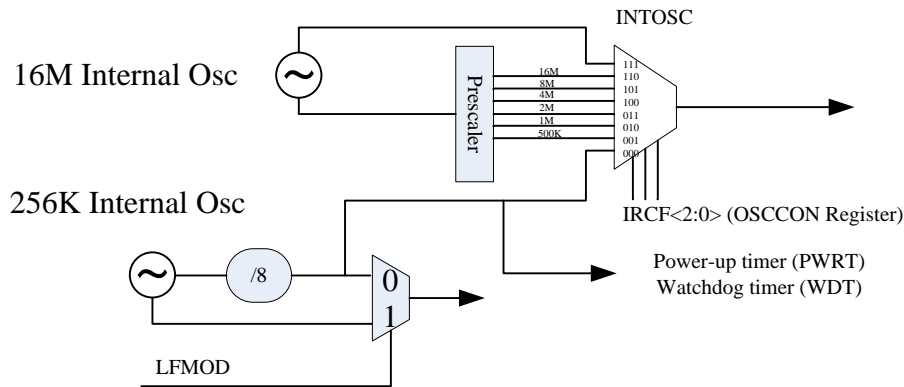 INTOSC
16M Internal Osc
Prescaler
16M
8M
4M
2M
1M
500K
111
110
101
100
011
010
001
000
IRCF<2:0> (OSCCON Register)
256K Internal Osc
/8
0
1
Power-up timer (PWRT)
Watchdog timer (WDT)
LFMOD